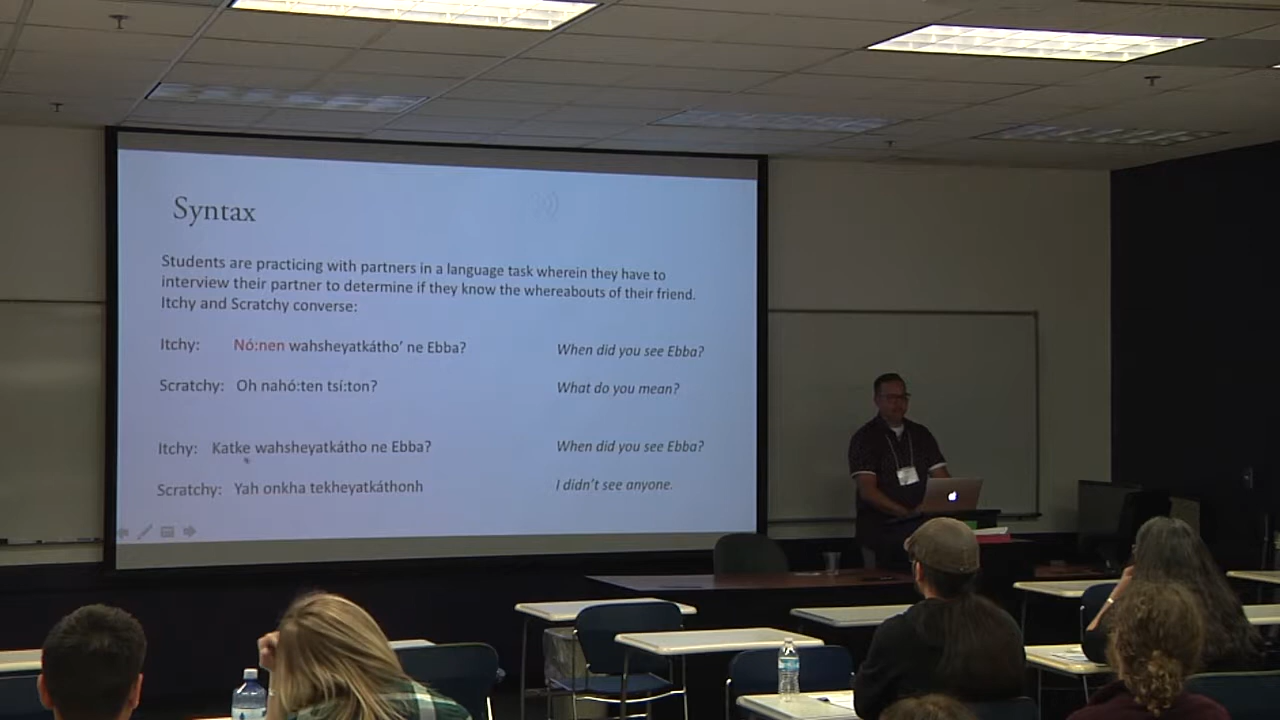 Syntax
Students are practicing with partners in a language task wherein they have to
interview their partner to determine if they know the whereabouts of their friend.
Itchy and Scratchy converse:
Itchy: Nó:nen wahsheyatkátho’ ne Ebba? When did you see Ebba?
Scratchy: Oh nahó:ten tsí:ton? What do you mean?
Itchy: Katke wahsheyatkátho ne Ebba? When did you see Ebba?
Scratchy: Yah onkha tekheyatkáthonh I didn’t see anyone.